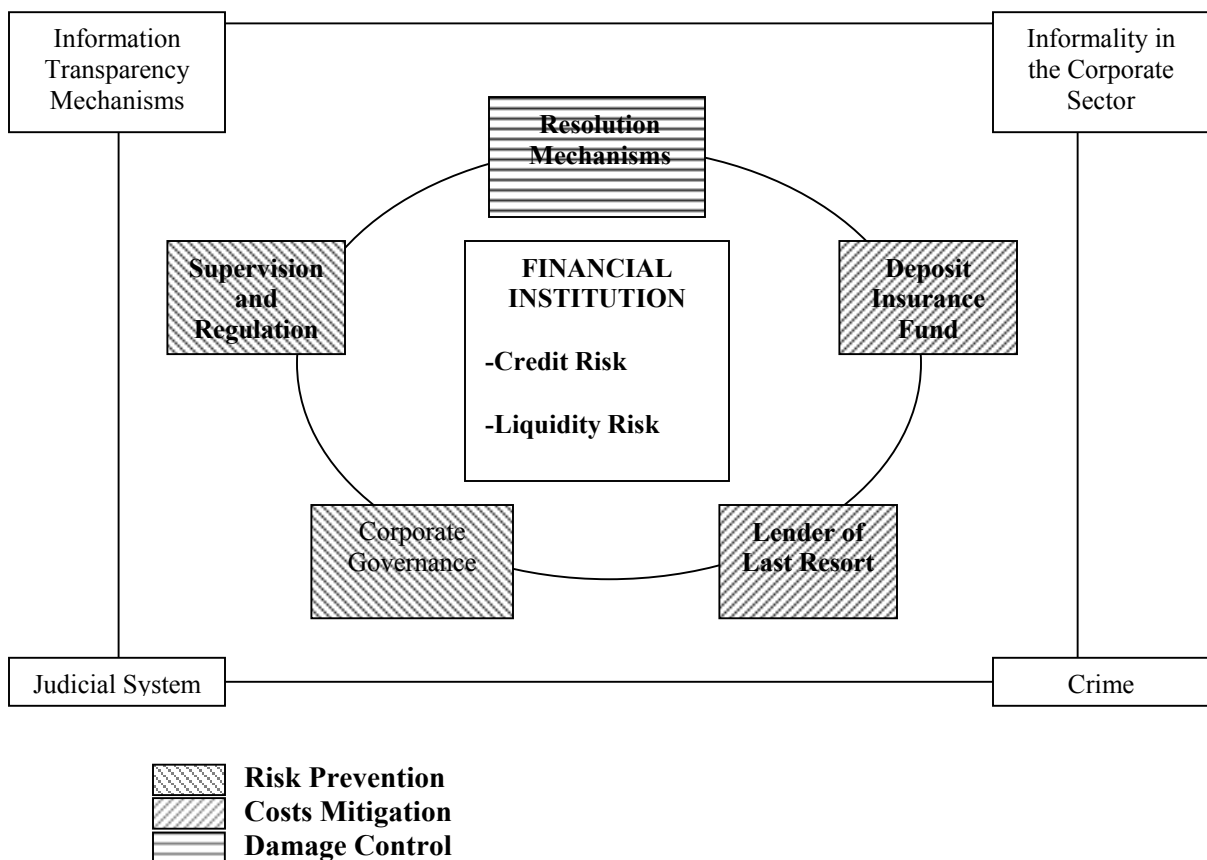 Information
Transparency
Mechanisms
Informality in
the Corporate
Sector
Resolution
Mechanisms
Supervision
and
Regulation
FINANCIAL
INSTITUTION
-Credit Risk
-Liquidity Risk
Deposit
Insurance
Fund
Corporate
Governance
Lender of
Last Resort
Judicial System
Crime
Risk Prevention
Costs Mitigation
Damage Control